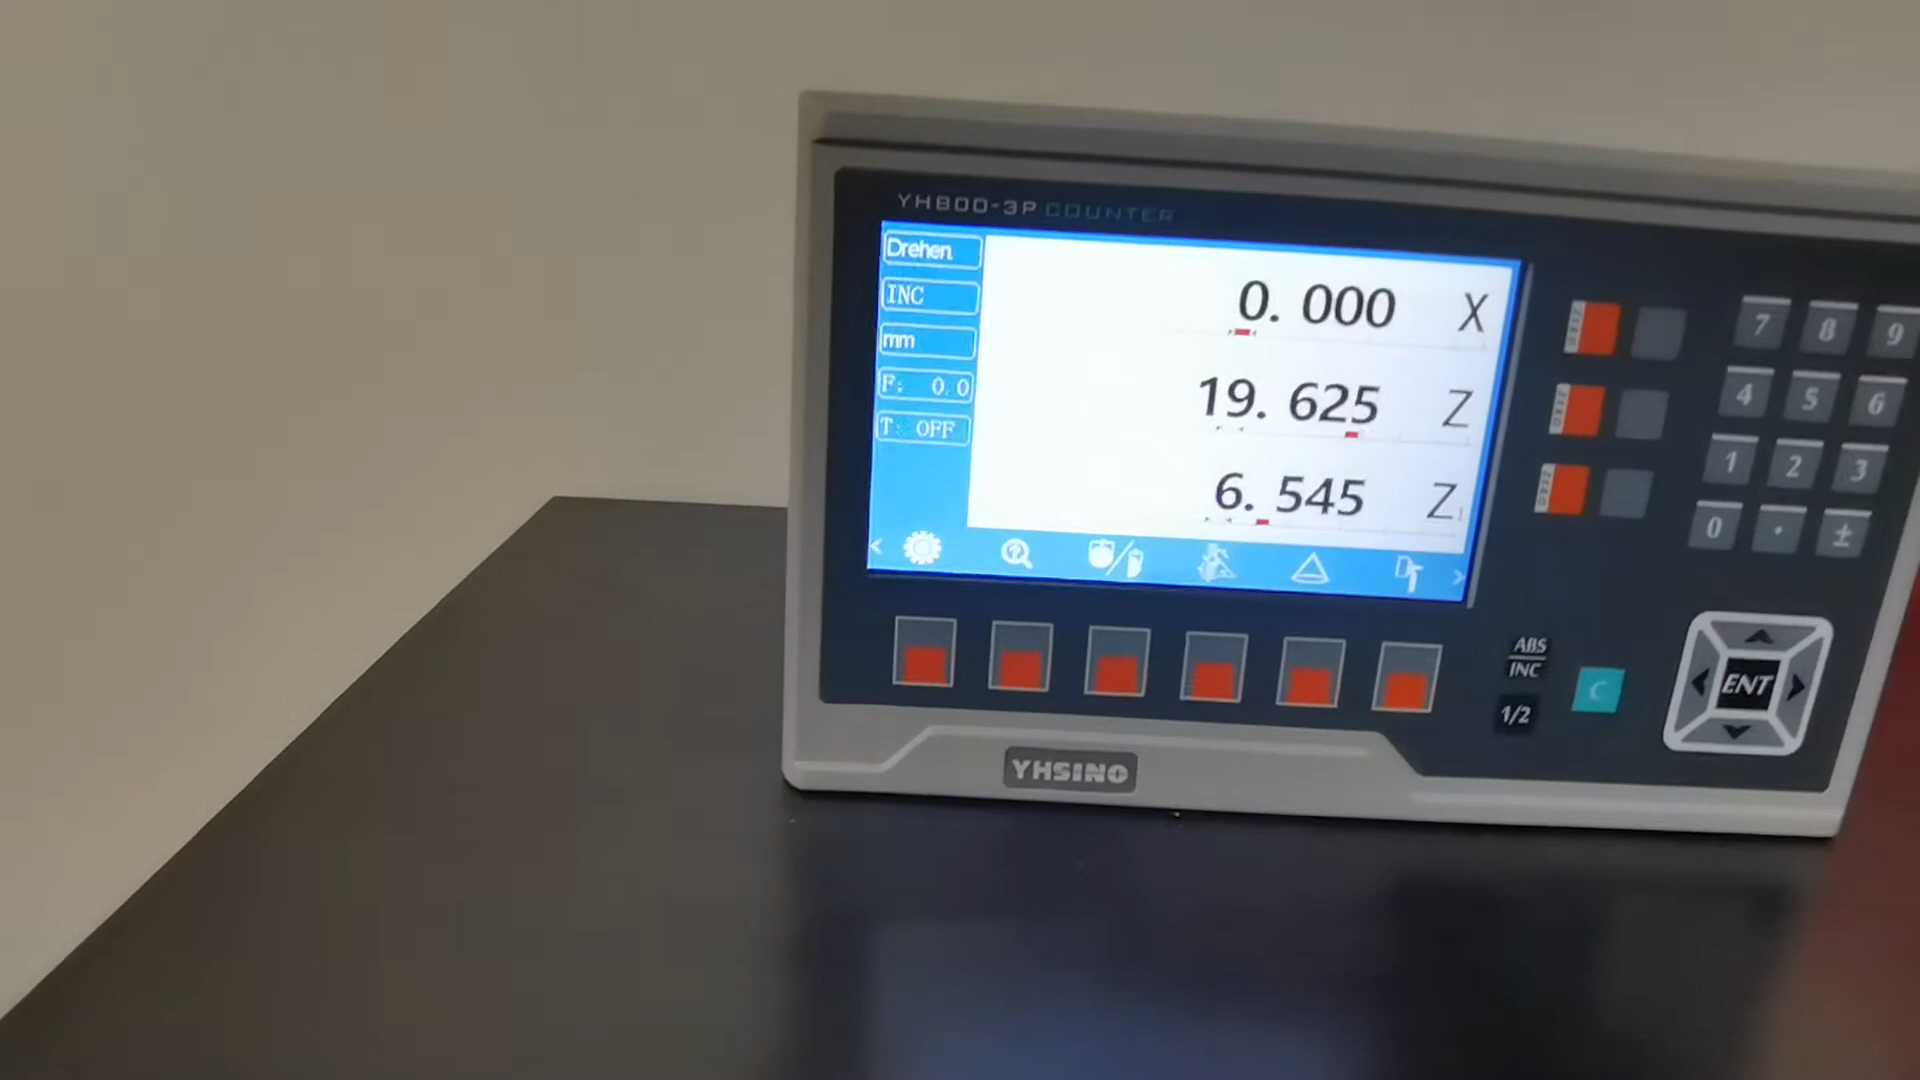 YH800-3P COUNTER
Drehen
INC
mm
F: 0.0
T: OFF
0.000 X
19.625 Z
6.545 Z1
7 8 9
4 5 6
1 2 3
0 . ±
ABS
INC
1/2
C
ENT
YHSINO